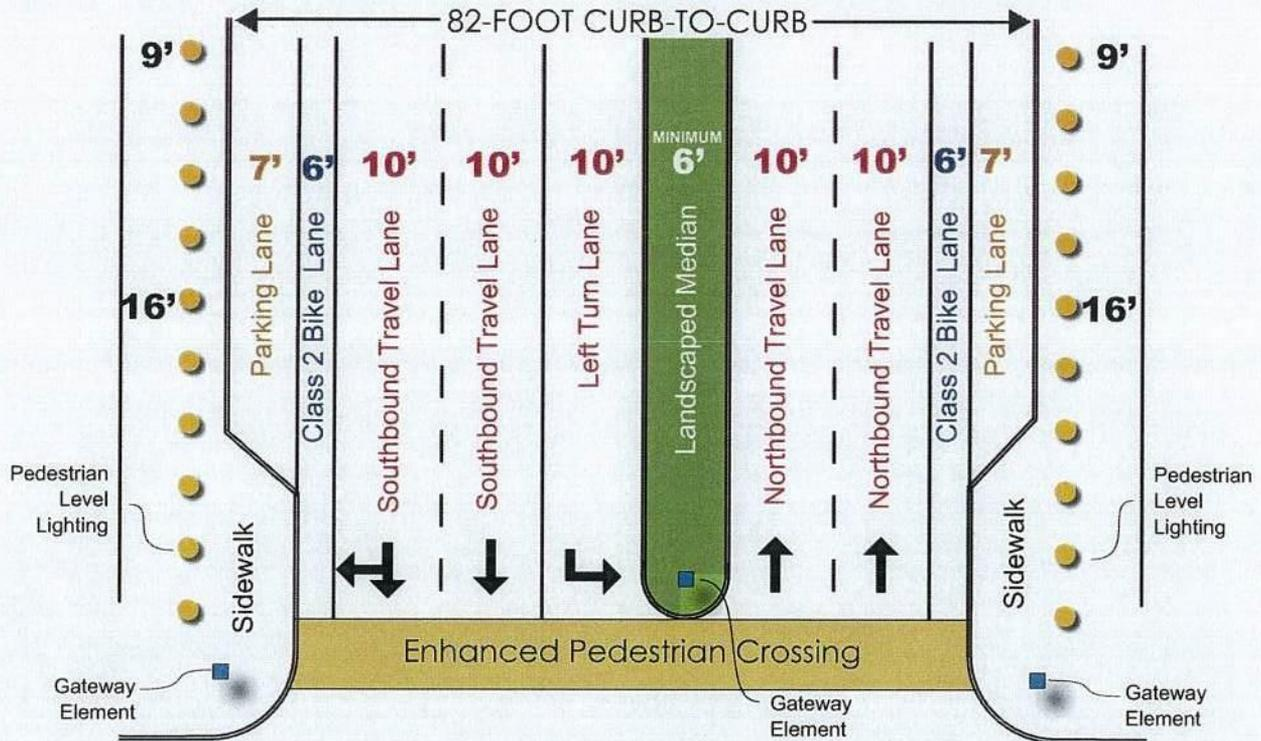 82-FOOT CURB-TO-CURB
9’
9’
MINIMUM
7’ 6’ 10’ 10’ 10’ 6’ 10’ 10’ 6’ 7’
Parking Lane
Class 2 Bike Lane
Southbound Travel Lane
Southbound Travel Lane
Left Turn Lane
Landscaped Median
Northbound Travel Lane
Northbound Travel Lane
Class 2 Bike Lane
Parking Lane
16’
16’
Pedestrian
Level
Lighting
Sidewalk
Sidewalk
Pedestrian
Level
Lighting
Enhanced Pedestrian Crossing
Gateway
Element
Gateway
Element
Gateway
Element